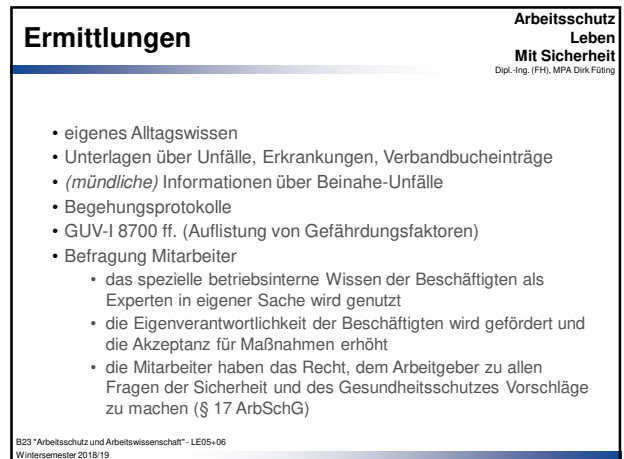 Ermittlungen
Arbeitsschutz
Leben
Mit Sicherheit
Dipl.-Ing. (FH), MPA Dirk Füting
• eigenes Alltagswissen
• Unterlagen über Unfälle, Erkrankungen, Verbandbucheinträge
• (mündliche) Informationen über Beinahe-Unfälle
• Begehungsprotokolle
• GUV-I 8700 ff. (Auflistung von Gefährdungsfaktoren)
• Befragung Mitarbeiter
• das spezielle betriebsinterne Wissen der Beschäftigten als
Experten in eigener Sache wird genutzt
• die Eigenverantwortlichkeit der Beschäftigten wird gefördert und
die Akzeptanz für Maßnahmen erhöht
• die Mitarbeiter haben das Recht, dem Arbeitgeber zu allen
Fragen der Sicherheit und des Gesundheitsschutzes Vorschläge
zu machen (§ 17 ArbSchG)
B23 "Arbeitsschutz und Arbeitswissenschaft" - LE05+06
Wintersemester 2018/19